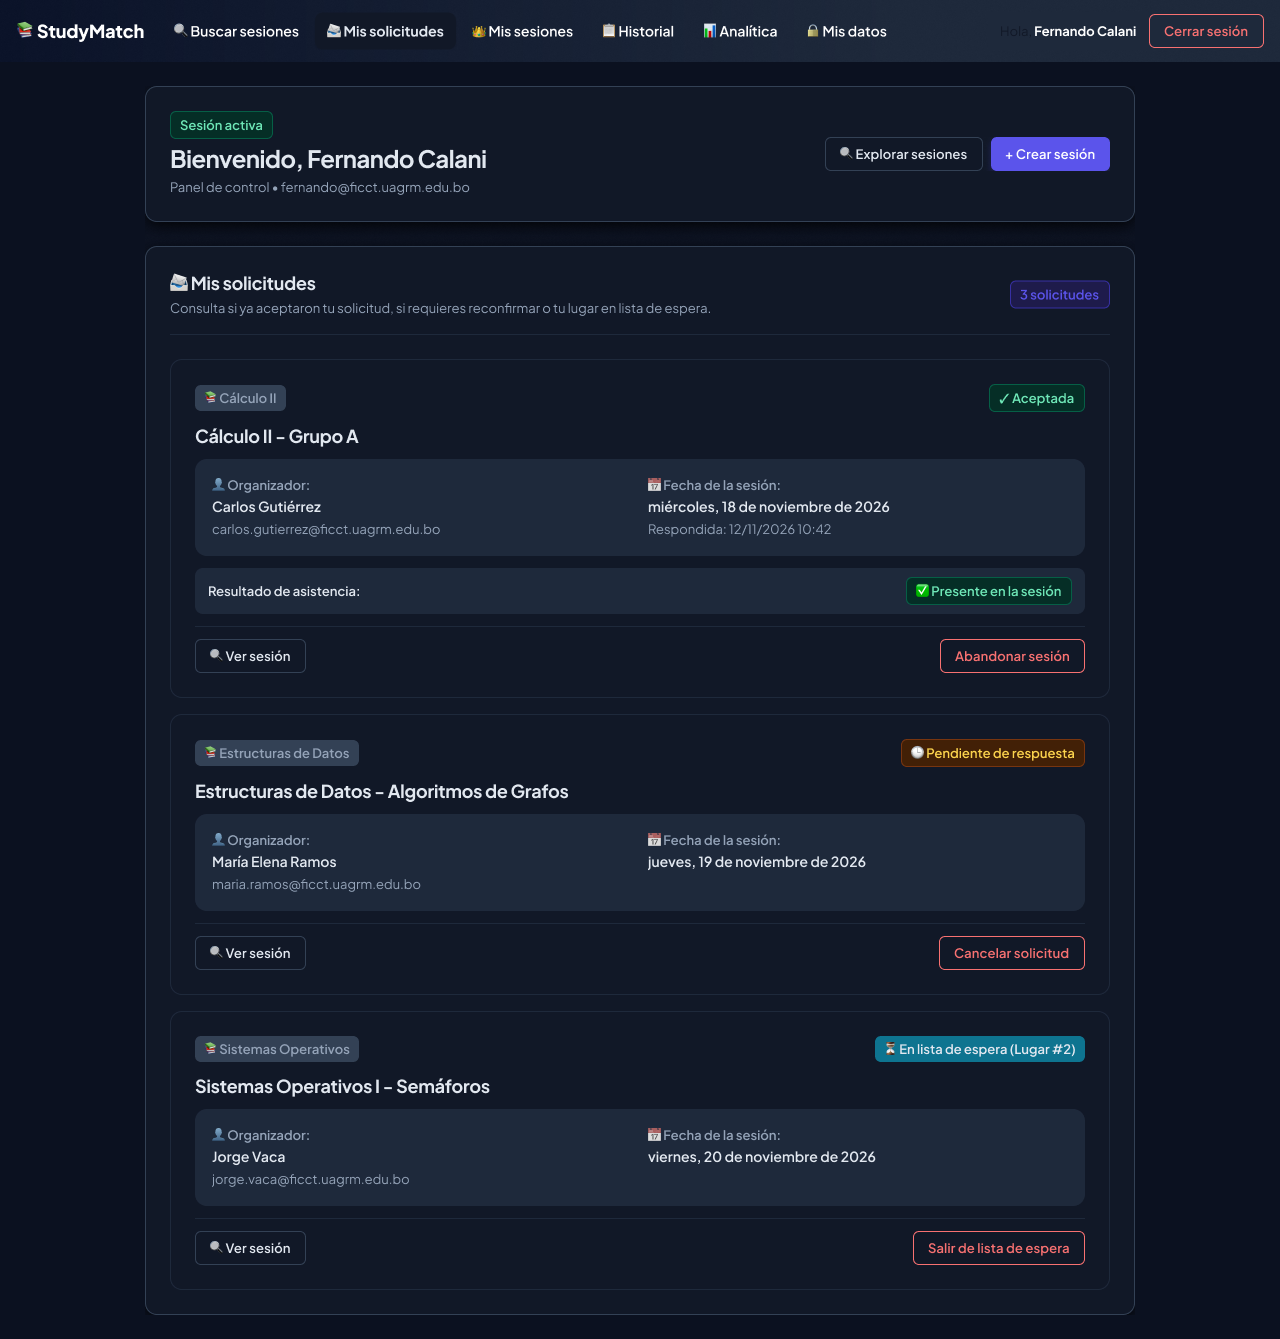 StudyMatch
Buscar sesiones
Mis solicitudes
Mis sesiones
Historial
Analítica
Mis datos
Hola, Fernando Calani
Cerrar sesión
Sesión activa
Bienvenido, Fernando Calani
Panel de control • fernando@ficct.uagrm.edu.bo
Explorar sesiones
+ Crear sesión
Mis solicitudes
Consulta si ya aceptaron tu solicitud, si requieres reconfirmar o tu lugar en lista de espera.
3 solicitudes
Cálculo II
✓ Aceptada
Cálculo II - Grupo A
Organizador:
Carlos Gutiérrez
carlos.gutierrez@ficct.uagrm.edu.bo
Fecha de la sesión:
miércoles, 18 de noviembre de 2026
Respondida: 12/11/2026 10:42
Resultado de asistencia:
Presente en la sesión
Ver sesión
Abandonar sesión
Estructuras de Datos
Pendiente de respuesta
Estructuras de Datos - Algoritmos de Grafos
Organizador:
María Elena Ramos
maria.ramos@ficct.uagrm.edu.bo
Fecha de la sesión:
jueves, 19 de noviembre de 2026
Ver sesión
Cancelar solicitud
Sistemas Operativos
En lista de espera (Lugar #2)
Sistemas Operativos I - Semáforos
Organizador:
Jorge Vaca
jorge.vaca@ficct.uagrm.edu.bo
Fecha de la sesión:
viernes, 20 de noviembre de 2026
Ver sesión
Salir de lista de espera